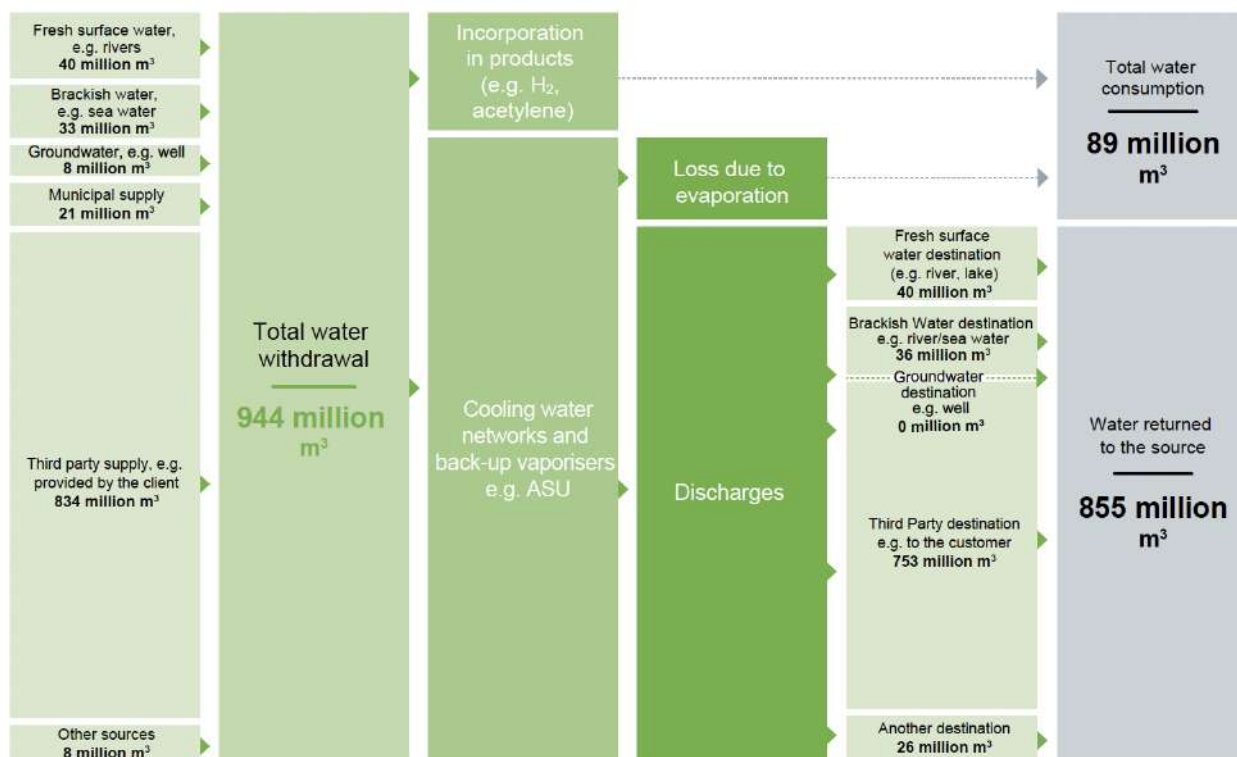 Fresh surface water,
e.g. rivers
40 million m³
Brackish water,
e.g. sea water
33 million m³
Groundwater, e.g. well
8 million m³
Municipal supply
21 million m³
Third party supply, e.g.
provided by the client
834 million m³
Other sources
8 million m³
Total water
withdrawal
944 million
m³
Incorporation
in products
(e.g. H₂,
acetylene)
Cooling water
networks and
back-up vaporisers
e.g. ASU
Loss due to
evaporation
Discharges
Fresh surface
water destination
(e.g. river, lake)
40 million m³
Brackish Water destination
e.g. river/sea water
36 million m³
Groundwater
destination
e.g. well
0 million m³
Third Party destination
e.g. to the customer
753 million m³
Another destination
26 million m³
Total water
consumption
89 million
m³
Water returned
to the source
855 million
m³